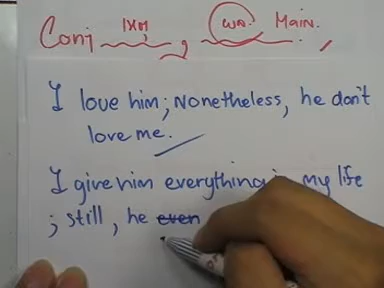 Conj , Main.
I love him; Nonetheless, he don't
love me.
I give him everything in my life
; still, he even